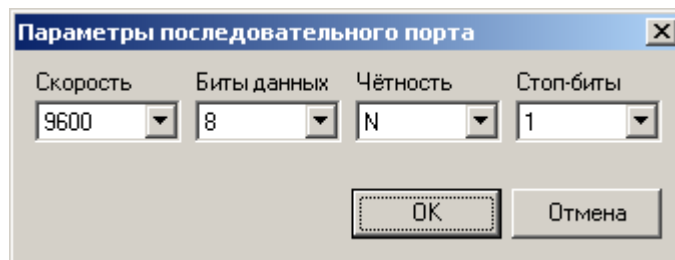 Параметры последовательного порта
Скорость Биты данных Чётность Стоп-биты
9600 8 N 1
OK Отмена